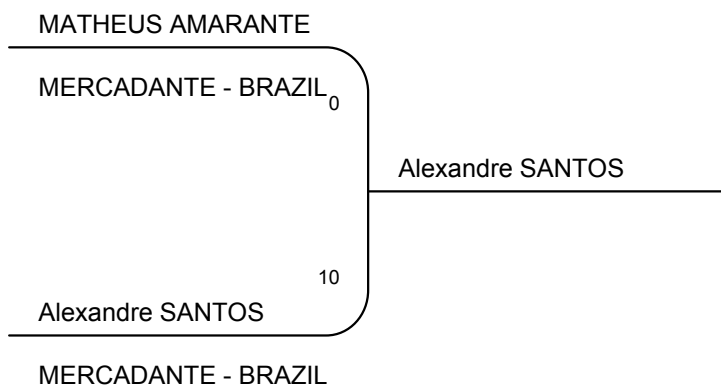 MATHEUS AMARANTE
MERCADANTE - BRAZIL
0
Alexandre SANTOS
10
Alexandre SANTOS
MERCADANTE - BRAZIL